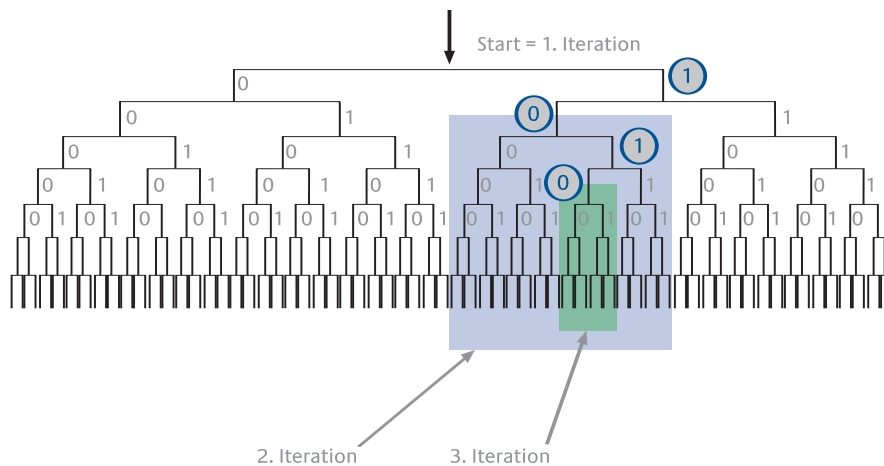 Start = 1. Iteration
0 1
0 1 0 1
0 1 0 1 0 1 0 1
0 1 0 1 0 1 0 1 0 1 0 1 0 1 0 1
0 1 0 1 0 1 0 1 0 1 0 1 0 1 0 1 0 1 0 1 0 1 0 1 0 1 0 1 0 1 0
2. Iteration
3. Iteration